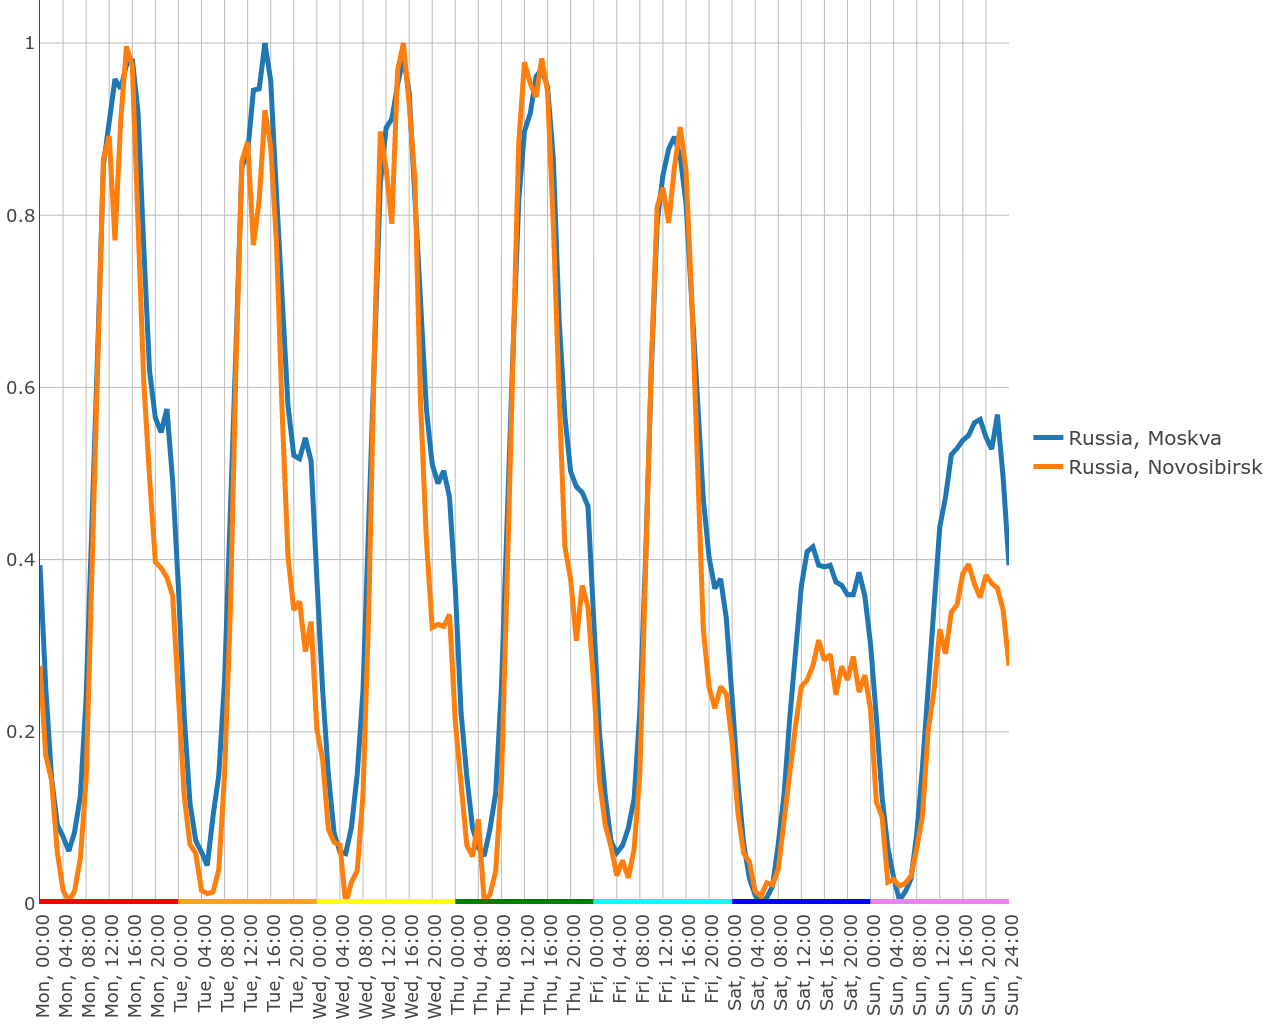 1
0.8
0.6
0.4
0.2
0
Mon, 00:00
Mon, 04:00
Mon, 08:00
Mon, 12:00
Mon, 16:00
Mon, 20:00
Tue, 00:00
Tue, 04:00
Tue, 08:00
Tue, 12:00
Tue, 16:00
Tue, 20:00
Wed, 00:00
Wed, 04:00
Wed, 08:00
Wed, 12:00
Wed, 16:00
Wed, 20:00
Thu, 00:00
Thu, 04:00
Thu, 08:00
Thu, 12:00
Thu, 16:00
Thu, 20:00
Fri, 00:00
Fri, 04:00
Fri, 08:00
Fri, 12:00
Fri, 16:00
Fri, 20:00
Sat, 00:00
Sat, 04:00
Sat, 08:00
Sat, 12:00
Sat, 16:00
Sat, 20:00
Sun, 00:00
Sun, 04:00
Sun, 08:00
Sun, 12:00
Sun, 16:00
Sun, 20:00
Sun, 24:00
Russia, Moskva
Russia, Novosibirsk